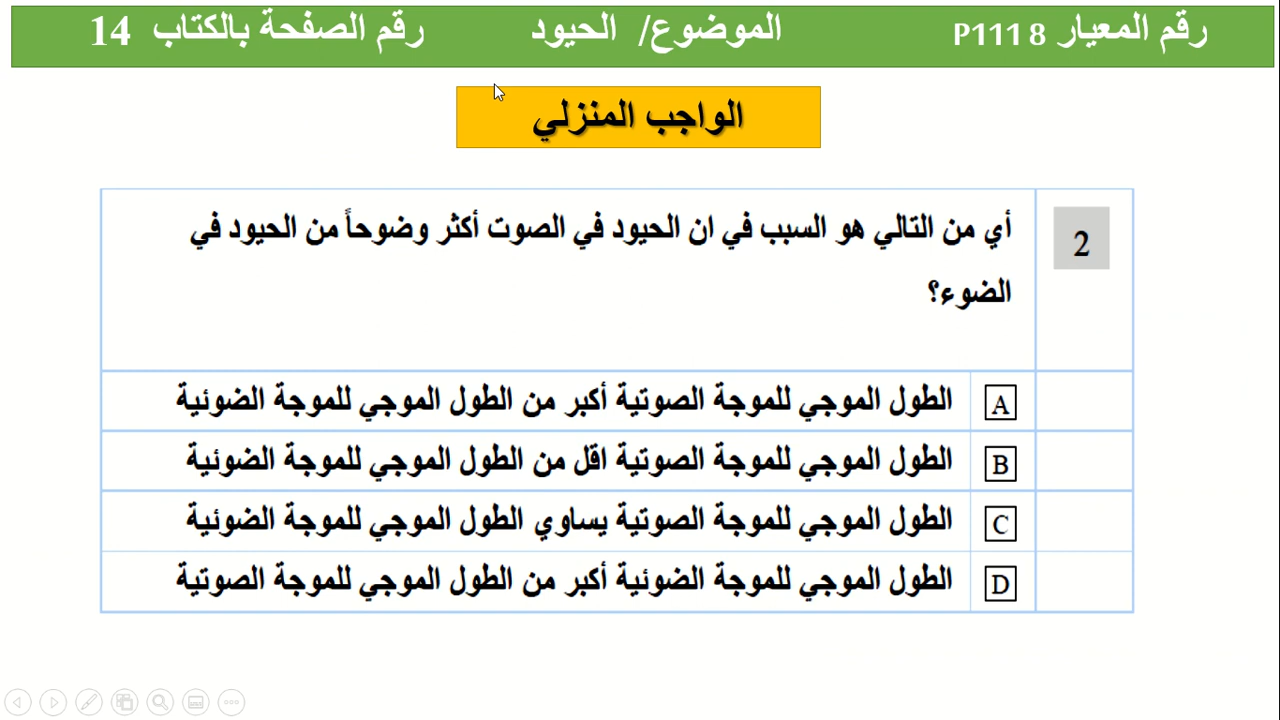 رقم المعيار P111 8 الموضوع/ الحيود رقم الصفحة بالكتاب 14
الواجب المنزلي
2 أي من التالي هو السبب في ان الحيود في الصوت أكثر وضوحاً من الحيود في
الضوء؟
A الطول الموجي للموجة الصوتية أكبر من الطول الموجي للموجة الضوئية
B الطول الموجي للموجة الصوتية اقل من الطول الموجي للموجة الضوئية
C الطول الموجي للموجة الصوتية يساوي الطول الموجي للموجة الضوئية
D الطول الموجي للموجة الضوئية أكبر من الطول الموجي للموجة الصوتية